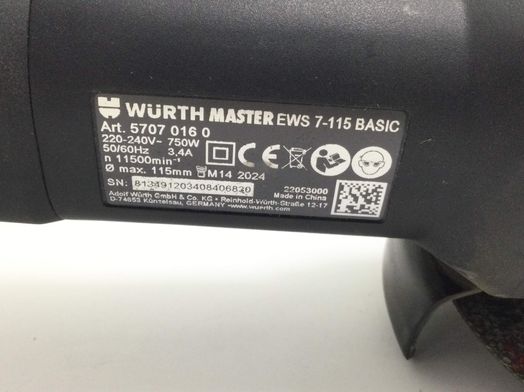 WÜRTH MASTER EWS 7-115 BASIC
Art. 5707 016 0
220-240V~ 750W
50/60Hz 3,4A
n 11500min⁻¹
Ø max. 115mm M14 2024
SN: 813491203408406820
22053000
Made in China
Adolf Würth GmbH & Co. KG • Reinhold-Würth-Straße 12-17
D-74653 Künzelsau, GERMANY - www.wuerth.com